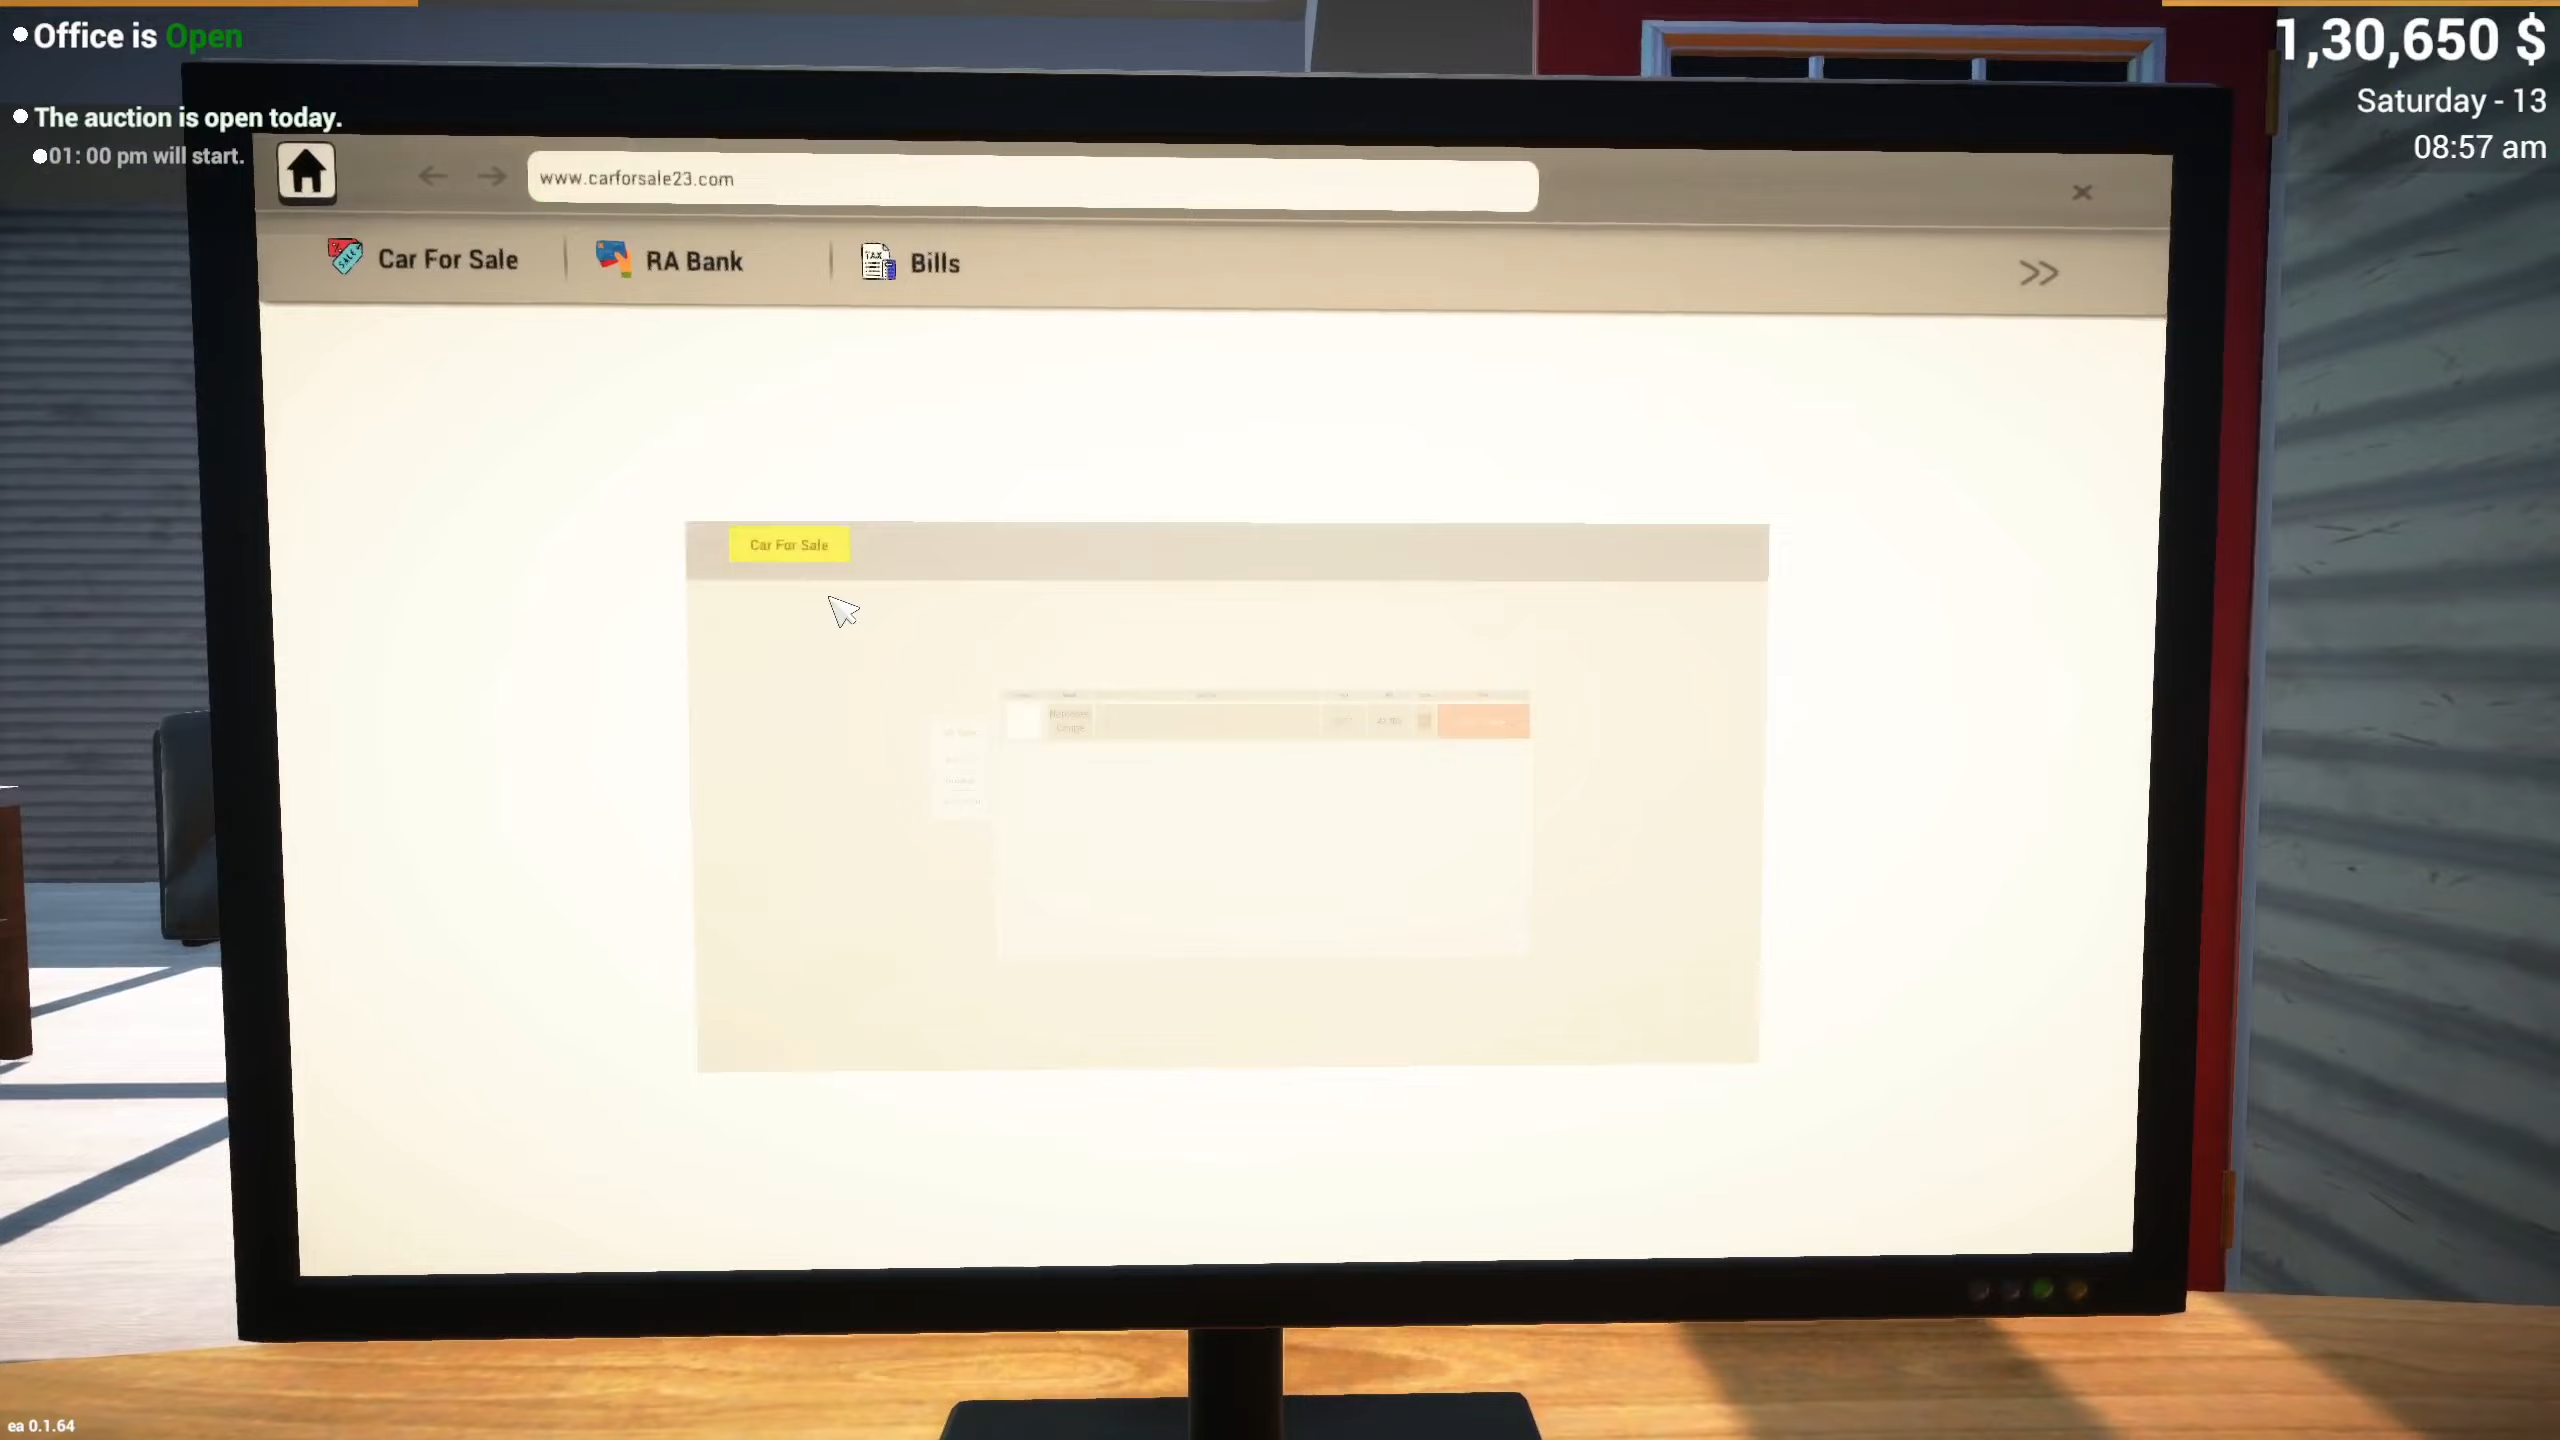 Office is Open
The auction is open today.
01: 00 pm will start.
1,30,650 $
Saturday - 13
08:57 am
www.carforsale23.com
Car For Sale
RA Bank
Bills
>>
Car For Sale
ea 0.1.64